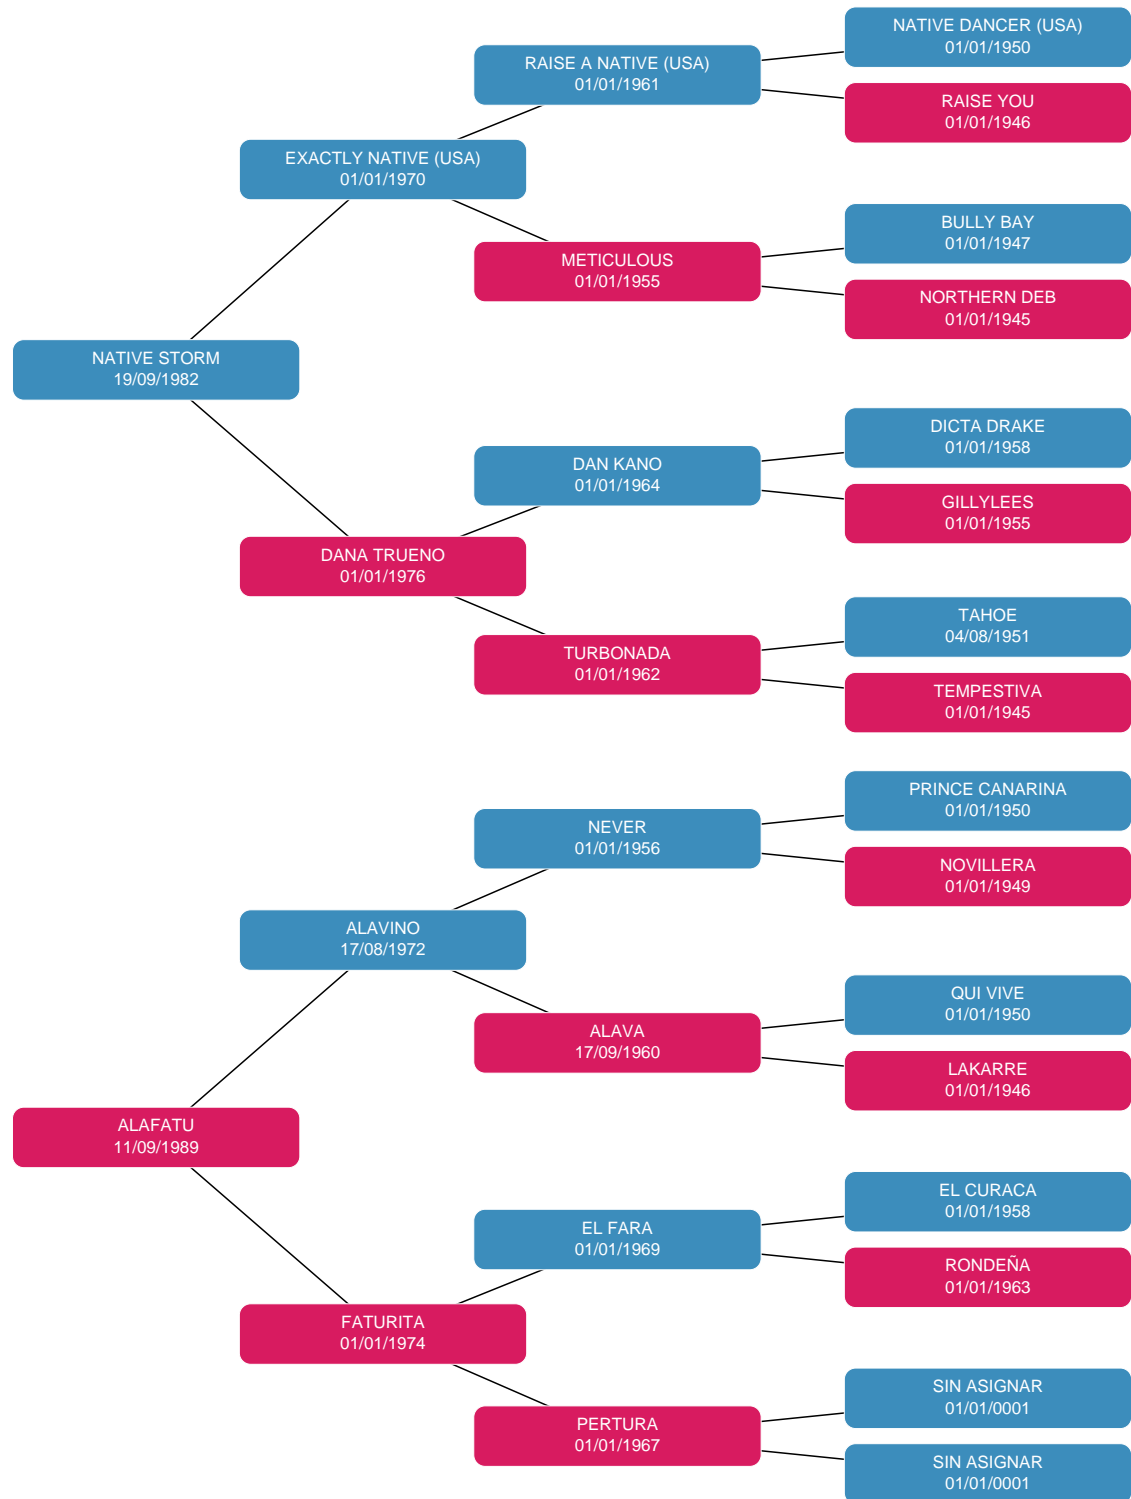 NATIVE DANCER (USA)
01/01/1950
RAISE A NATIVE (USA)
01/01/1961
RAISE YOU
01/01/1946
EXACTLY NATIVE (USA)
01/01/1970
BULLY BAY
01/01/1947
METICULOUS
01/01/1955
NORTHERN DEB
01/01/1945
NATIVE STORM
19/09/1982
DICTA DRAKE
01/01/1958
DAN KANO
01/01/1964
GILLYLEES
01/01/1955
DANA TRUENO
01/01/1976
TAHOE
04/08/1951
TURBONADA
01/01/1962
TEMPESTIVA
01/01/1945
PRINCE CANARINA
01/01/1950
NEVER
01/01/1956
NOVILLERA
01/01/1949
ALAVINO
17/08/1972
QUI VIVE
01/01/1950
ALAVA
17/09/1960
LAKARRE
01/01/1946
ALAFATU
11/09/1989
EL CURACA
01/01/1958
EL FARA
01/01/1969
RONDEÑA
01/01/1963
FATURITA
01/01/1974
SIN ASIGNAR
01/01/0001
PERTURA
01/01/1967
SIN ASIGNAR
01/01/0001